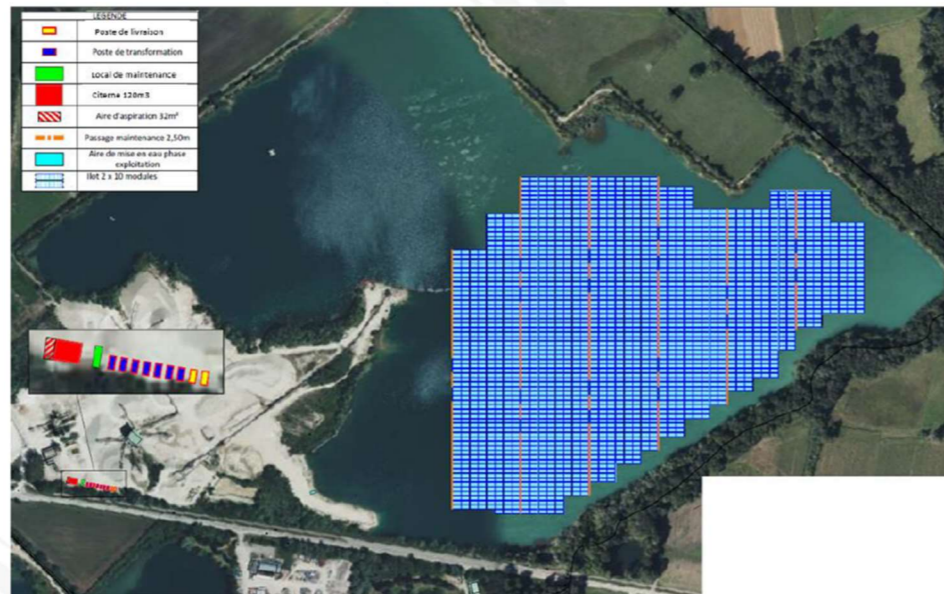 LEGENDE
Poste de livraison
Poste de transformation
Local de maintenance
Citerne 120m3
Aire d'aspiration 32m²
Passage maintenance 2,50m
Aire de mise en eau phase
exploitation
Ilot 2 x 10 modules